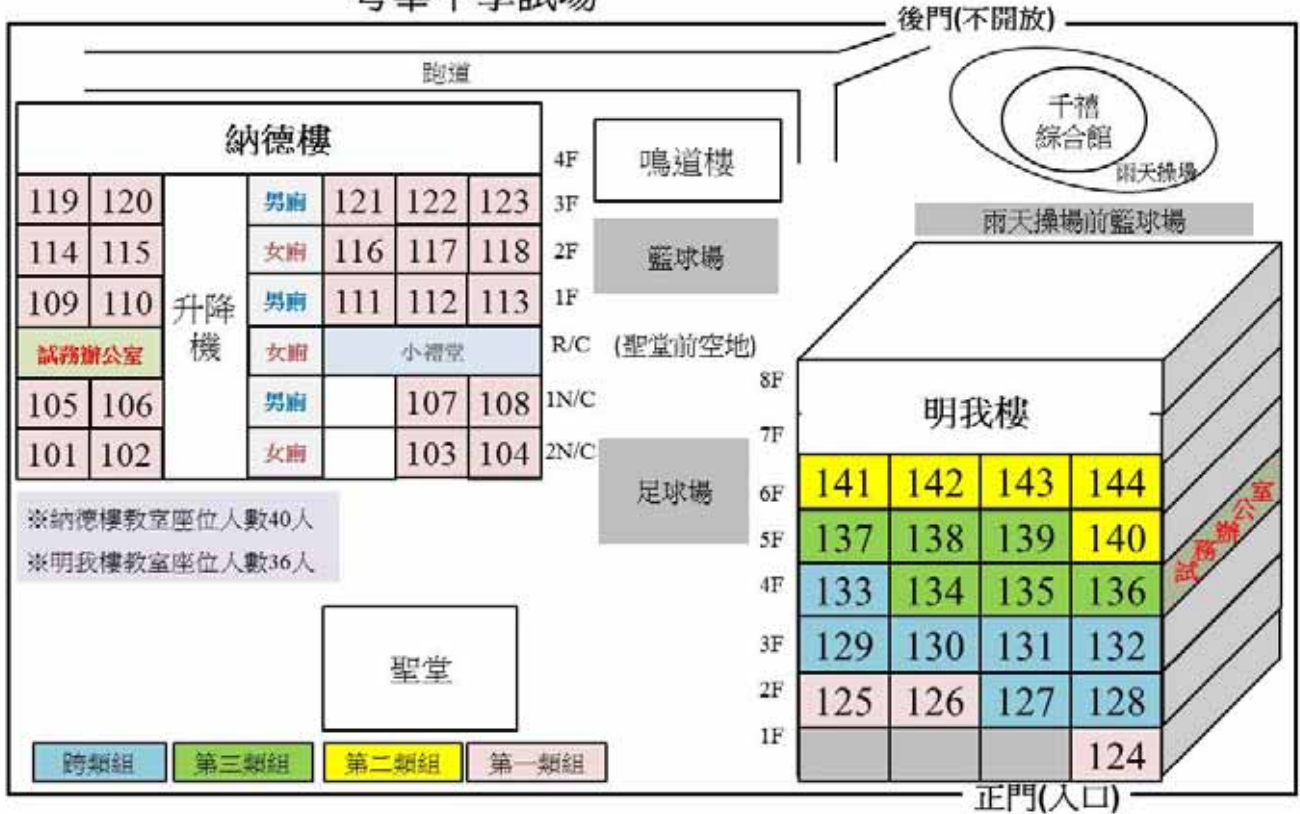 後門(不開放)
跑道
千禧
綜合館
雨天操場
納德樓
4F
鳴道樓
119 120 男廁 121 122 123 3F
114 115 女廁 116 117 118 2F
籃球場
雨天操場前籃球場
109 110 男廁 111 112 113 1F
升降
機
試務辦公室 女廁 小禮堂 R/C (聖堂前空地)
105 106 男廁 107 108 1N/C
101 102 女廁 103 104 2N/C
足球場
※納德樓教室座位人數40人
※明我樓教室座位人數36人
聖堂
跨類組 第三類組 第二類組 第一類組
8F
明我樓
7F
6F 141 142 143 144
5F 137 138 139 140
試務辦公室
4F 133 134 135 136
3F 129 130 131 132
2F 125 126 127 128
1F 124
正門(入口)